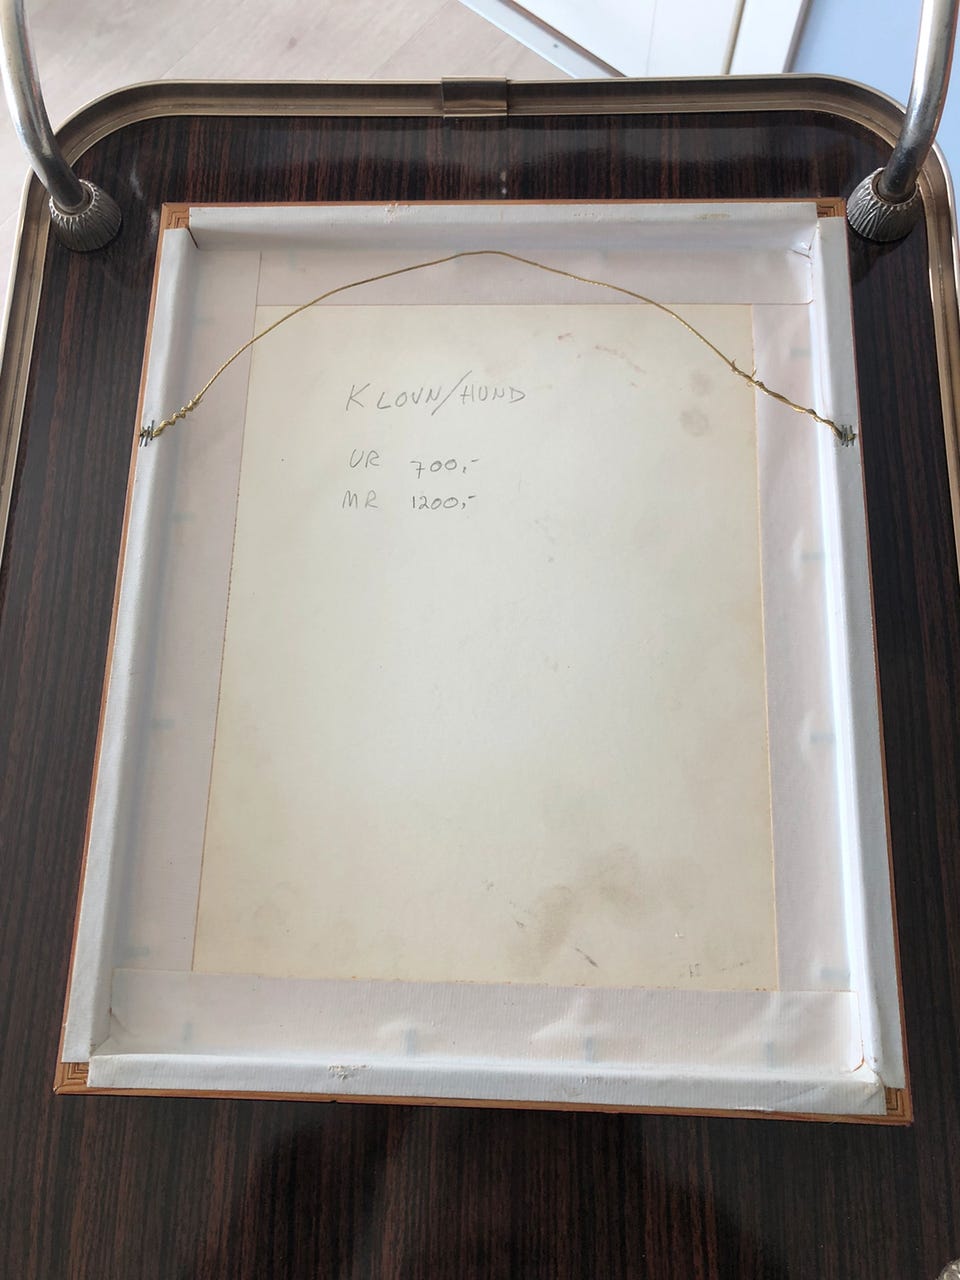 KLOVN/HUND
UR 700,-
MR 1200,-